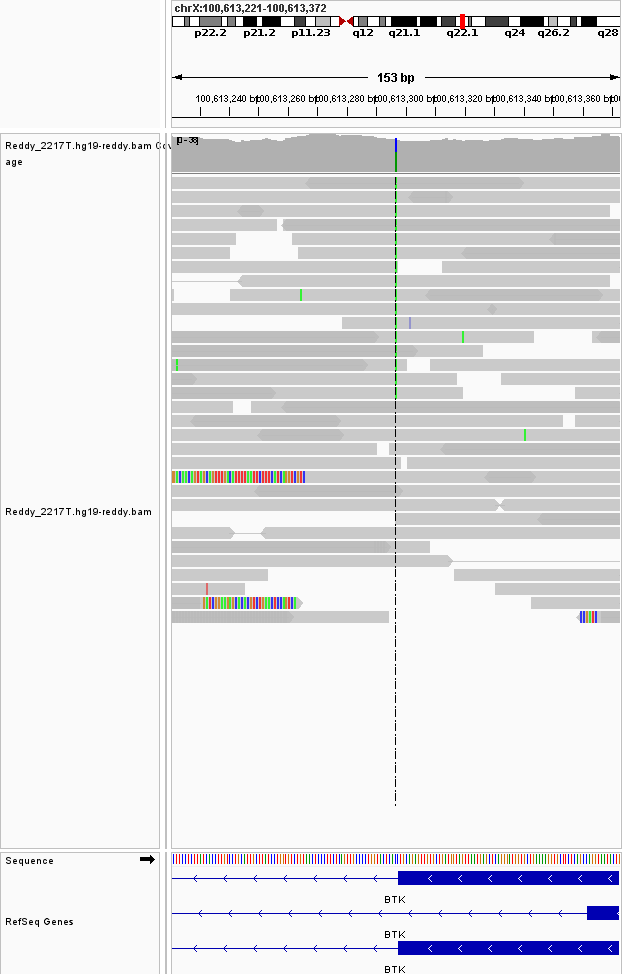 chrX:100,613,221-100,613,372
p22.2 p21.2 p11.23 q12 q21.1 q22.1 q24 q26.2 q28
153 bp
100,613,240 bp 100,613,260 bp 100,613,280 bp 100,613,300 bp 100,613,320 bp 100,613,340 bp 100,613,360 bp
Reddy_2217T.hg19-reddy.bam Cov
age
Reddy_2217T.hg19-reddy.bam
Sequence
BTK
RefSeq Genes
BTK
BTK